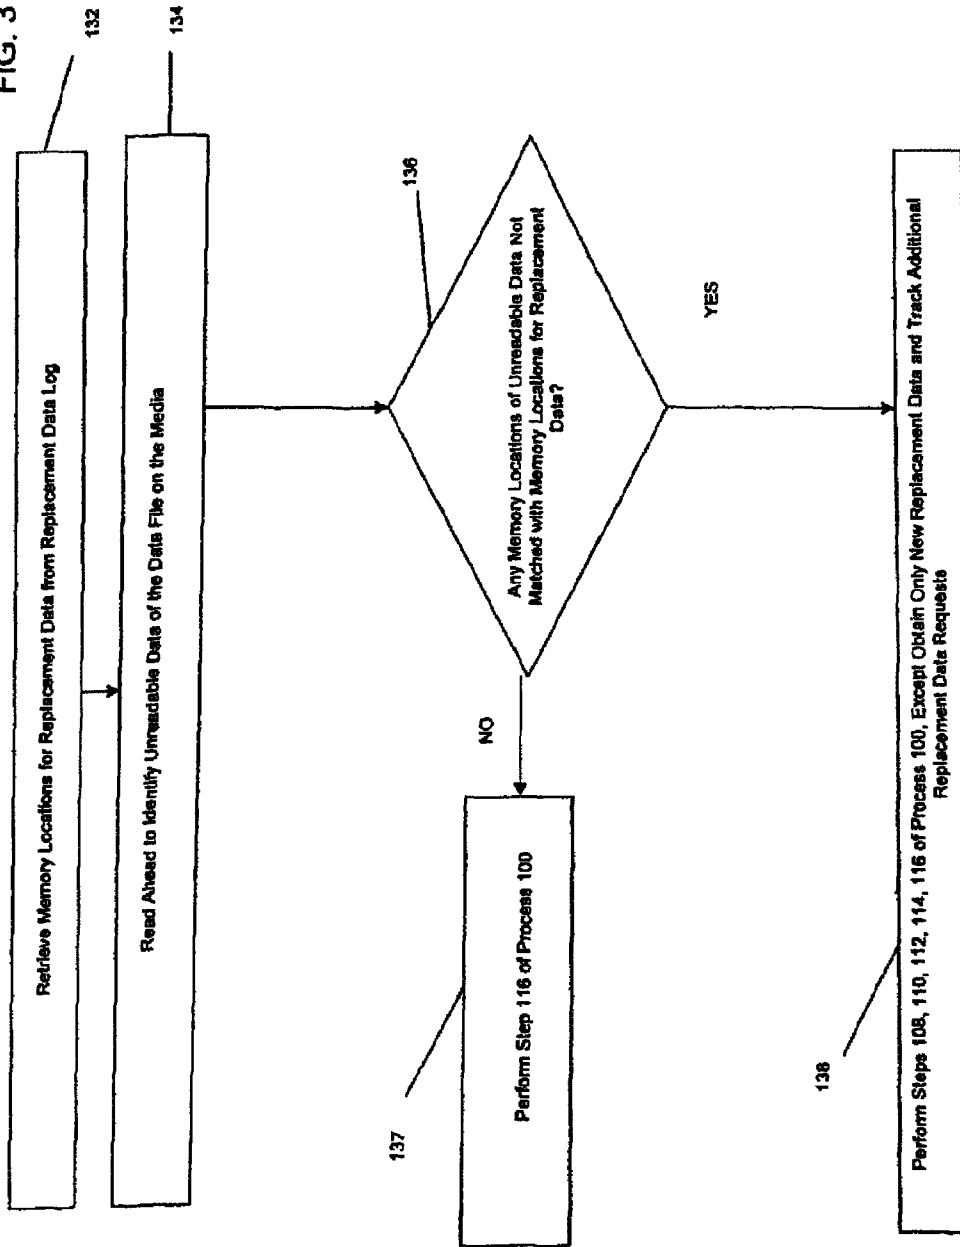 FIG. 3
132
Retrieve Memory Locations for Replacement Data from Replacement Data Log
134
Read Ahead to Identify Unreadable Data of the Data File on the Media
136
Any Memory Locations of Unreadable Data Not
Matched with Memory Locations for Replacement
Data?
NO
YES
137
Perform Step 116 of Process 100
138
Perform Steps 108, 110, 112, 114, 116 of Process 100, Except Obtain Only New Replacement Data and Track Additional
Replacement Data Requests